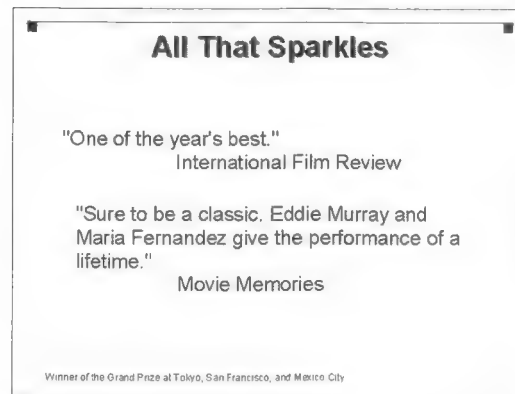 All That Sparkles
"One of the year's best."
International Film Review
"Sure to be a classic. Eddie Murray and
Maria Fernandez give the performance of a
lifetime."
Movie Memories
Winner of the Grand Prize at Tokyo, San Francisco, and Mexico City